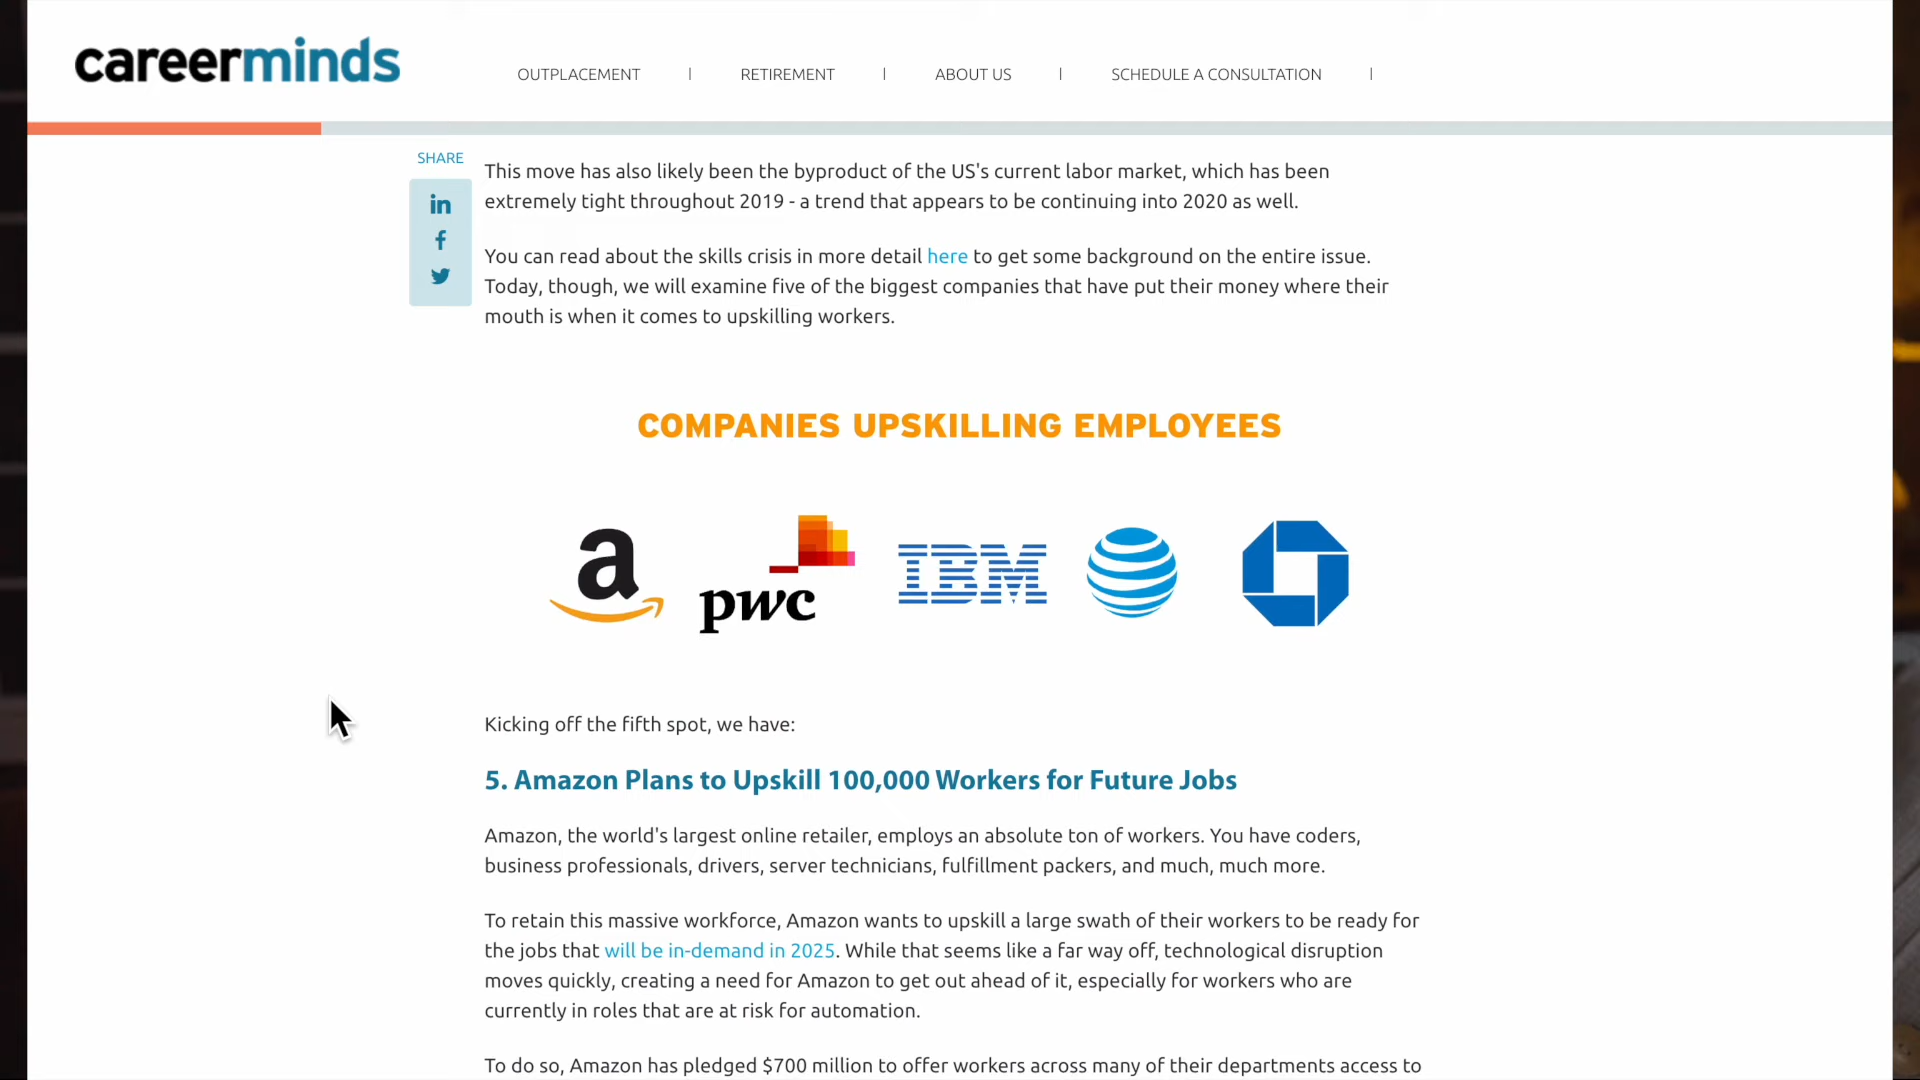 careerminds
OUTPLACEMENT | RETIREMENT | ABOUT US | SCHEDULE A CONSULTATION |
SHARE
This move has also likely been the byproduct of the US's current labor market, which has been
extremely tight throughout 2019 - a trend that appears to be continuing into 2020 as well.
You can read about the skills crisis in more detail here to get some background on the entire issue.
Today, though, we will examine five of the biggest companies that have put their money where their
mouth is when it comes to upskilling workers.
COMPANIES UPSKILLING EMPLOYEES
a
pwc
IBM
Kicking off the fifth spot, we have:
5. Amazon Plans to Upskill 100,000 Workers for Future Jobs
Amazon, the world's largest online retailer, employs an absolute ton of workers. You have coders,
business professionals, drivers, server technicians, fulfillment packers, and much, much more.
To retain this massive workforce, Amazon wants to upskill a large swath of their workers to be ready for
the jobs that will be in-demand in 2025. While that seems like a far way off, technological disruption
moves quickly, creating a need for Amazon to get out ahead of it, especially for workers who are
currently in roles that are at risk for automation.
To do so, Amazon has pledged $700 million to offer workers across many of their departments access to